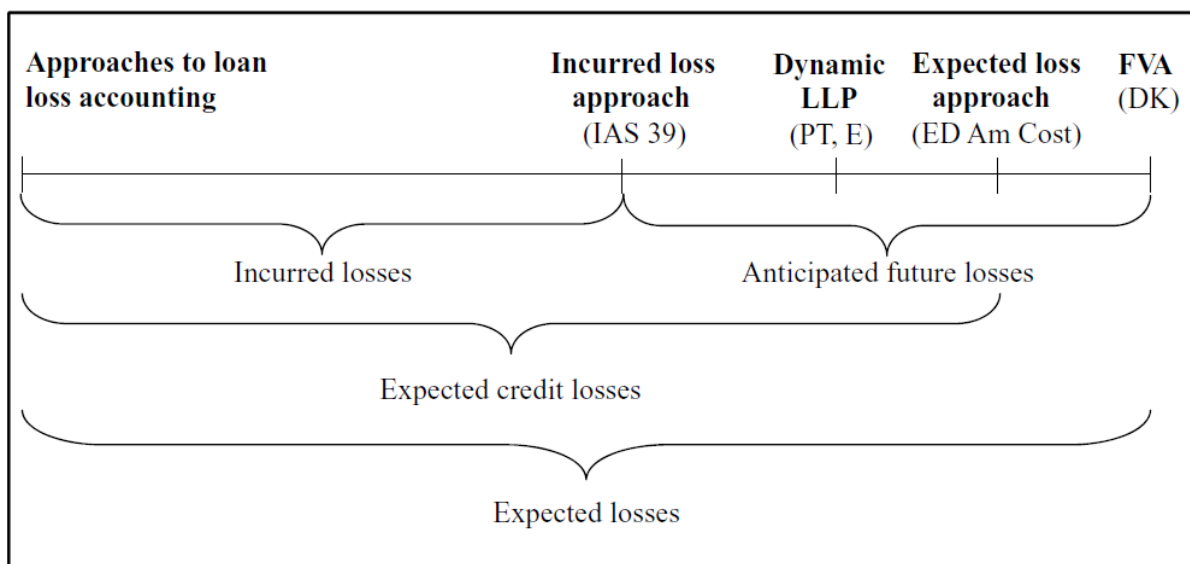 Approaches to loan
loss accounting
Incurred loss
approach
(IAS 39)
Dynamic
LLP
(PT, E)
Expected loss
approach
(ED Am Cost)
FVA
(DK)
Incurred losses
Anticipated future losses
Expected credit losses
Expected losses